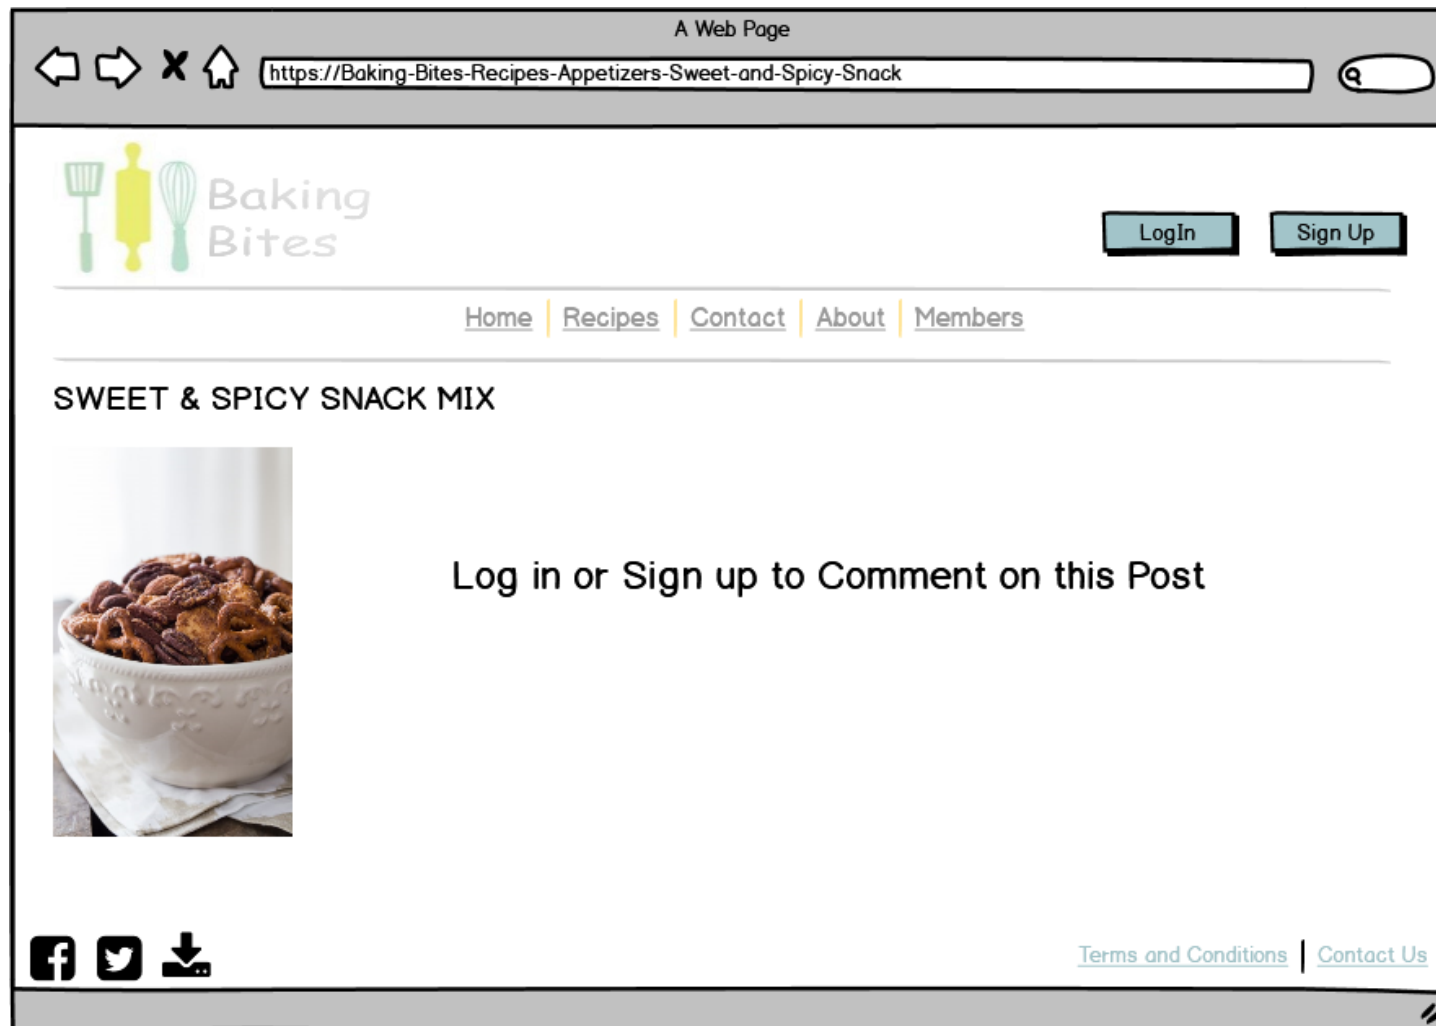 A Web Page
https://Baking-Bites-Recipes-Appetizers-Sweet-and-Spicy-Snack
Baking
Bites
LogIn
Sign Up
Home
Recipes
Contact
About
Members
SWEET & SPICY SNACK MIX
Log in or Sign up to Comment on this Post
Terms and Conditions
Contact Us